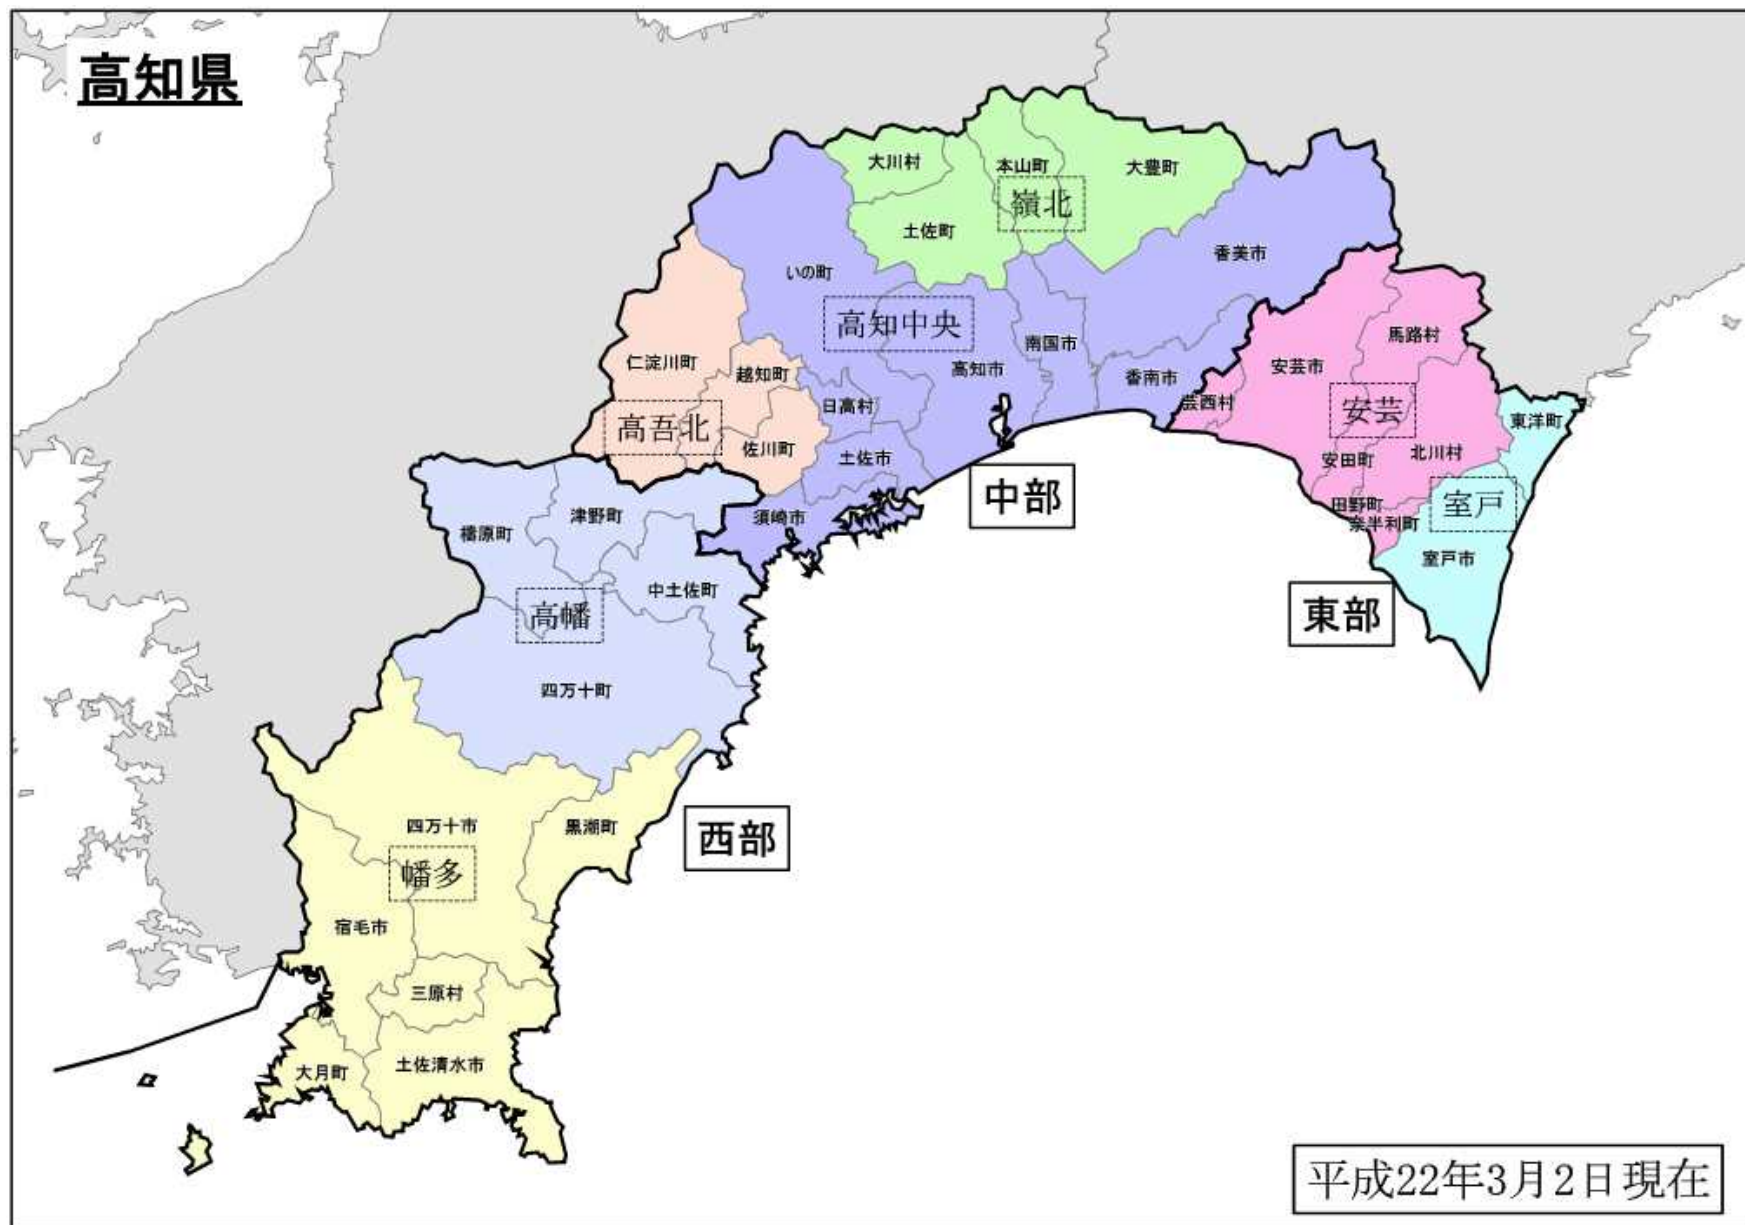 高知県
大川村
本山町
大豊町
嶺北
土佐町
香美市
いの町
高知中央
南国市
馬路村
仁淀川町
越知町
高知市
香南市
安芸市
芸西村
安芸
日高村
東洋町
高吾北
佐川町
土佐市
安田町
北川村
中部
田野町
室戸
須崎市
奈半利町
津野町
檮原町
室戸市
中土佐町
高幡
東部
四万十町
四万十市
黒潮町
西部
幡多
宿毛市
三原村
大月町
土佐清水市
平成22年3月2日現在